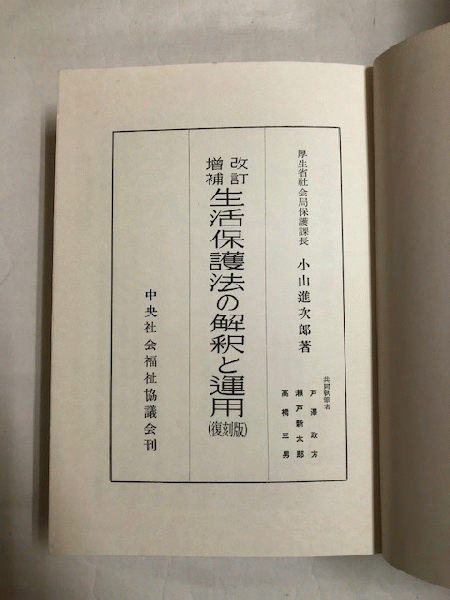 厚生省社会局保護課長 小山進次郎著
共同執筆者
戸澤政方
瀬戸新太郎
高橋三男
改訂増補 生活保護法の解釈と運用(復刻版)
中央社会福祉協議会刊